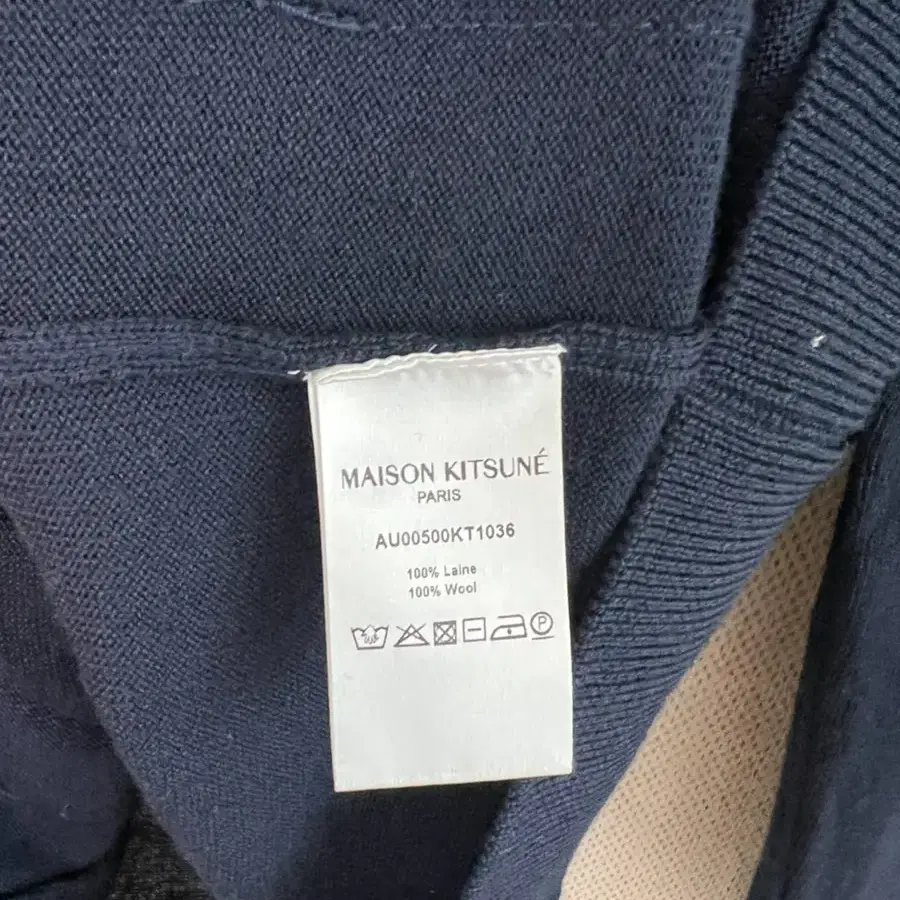 MAISON KITSUNÉ
PARIS
AU00500KT1036
100% Laine
100% Wool
P